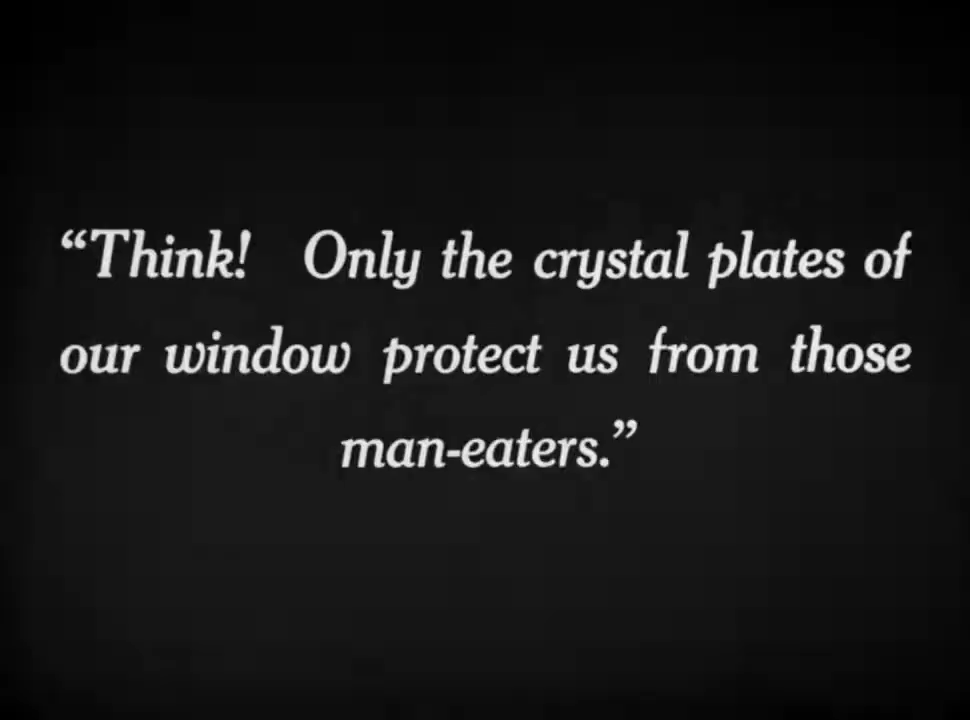 “Think! Only the crystal plates of
our window protect us from those
man-eaters.”